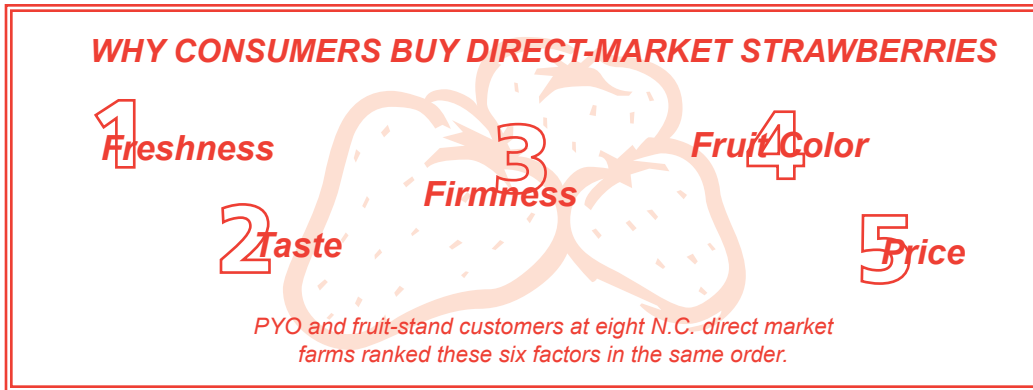 WHY CONSUMERS BUY DIRECT-MARKET STRAWBERRIES
1 Freshness
2 Taste
3 Firmness
4 Fruit Color
5 Price
PYO and fruit-stand customers at eight N.C. direct market
farms ranked these six factors in the same order.